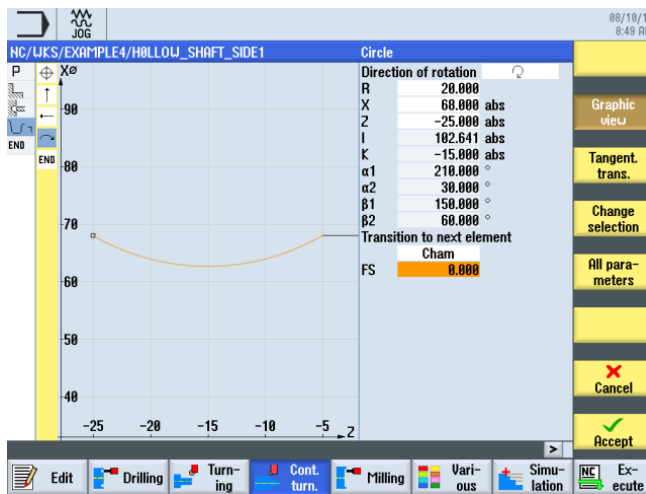 JOG
08/10/1
8:49 A
NC/WKS/EXAMPLE4/HOLLOW_SHAFT_SIDE1
Circle
P
END
END
XØ
90
80
70
60
50
40
-25 -20 -15 -10 -5 Z
Direction of rotation
R 20.000
X 68.000 abs
Z -25.000 abs
I 102.641 abs
K -15.000 abs
α1 210.000 °
α2 30.000 °
β1 150.000 °
β2 60.000 °
Transition to next element
Cham
FS 0.000
Graphic
view
Tangent.
trans.
Change
selection
All para-
meters
Cancel
Accept
>
Edit
Drilling
Turn-
ing
Cont.
turn.
Milling
Vari-
ous
Simu-
lation
NC
Ex-
ecute